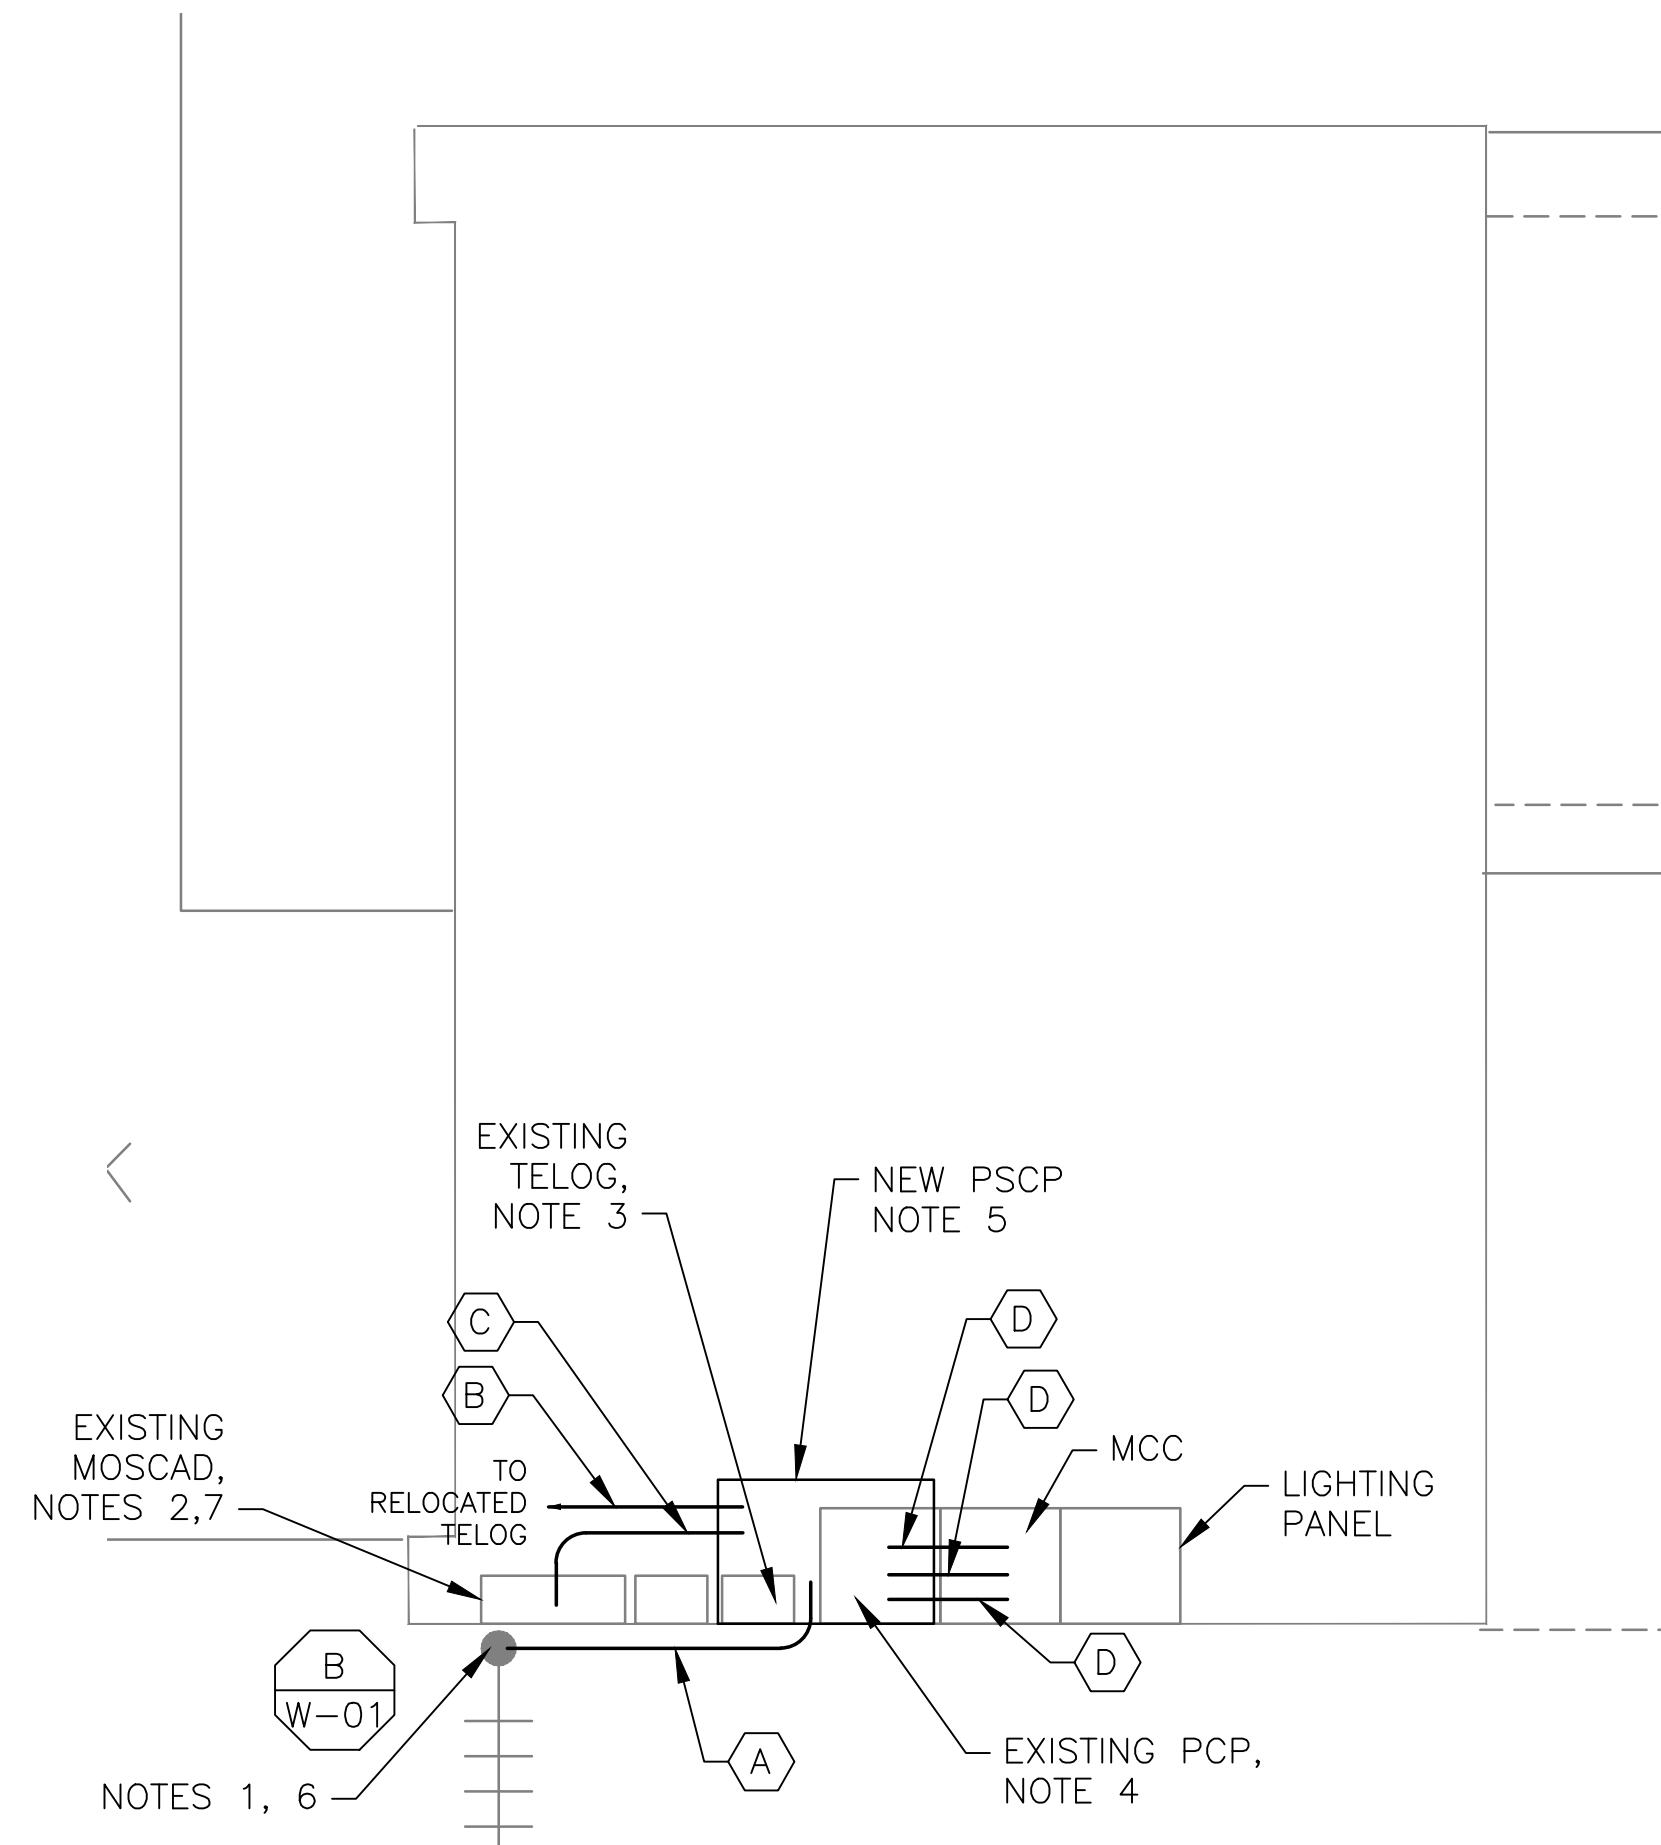 EXISTING
TELOG,
NOTE 3
NEW PSCP
NOTE 5
C
D
B
D
EXISTING
MOSCAD,
NOTES 2,7
TO
RELOCATED
TELOG
MCC
LIGHTING
PANEL
B
W-01
D
A
EXISTING PCP,
NOTE 4
NOTES 1, 6